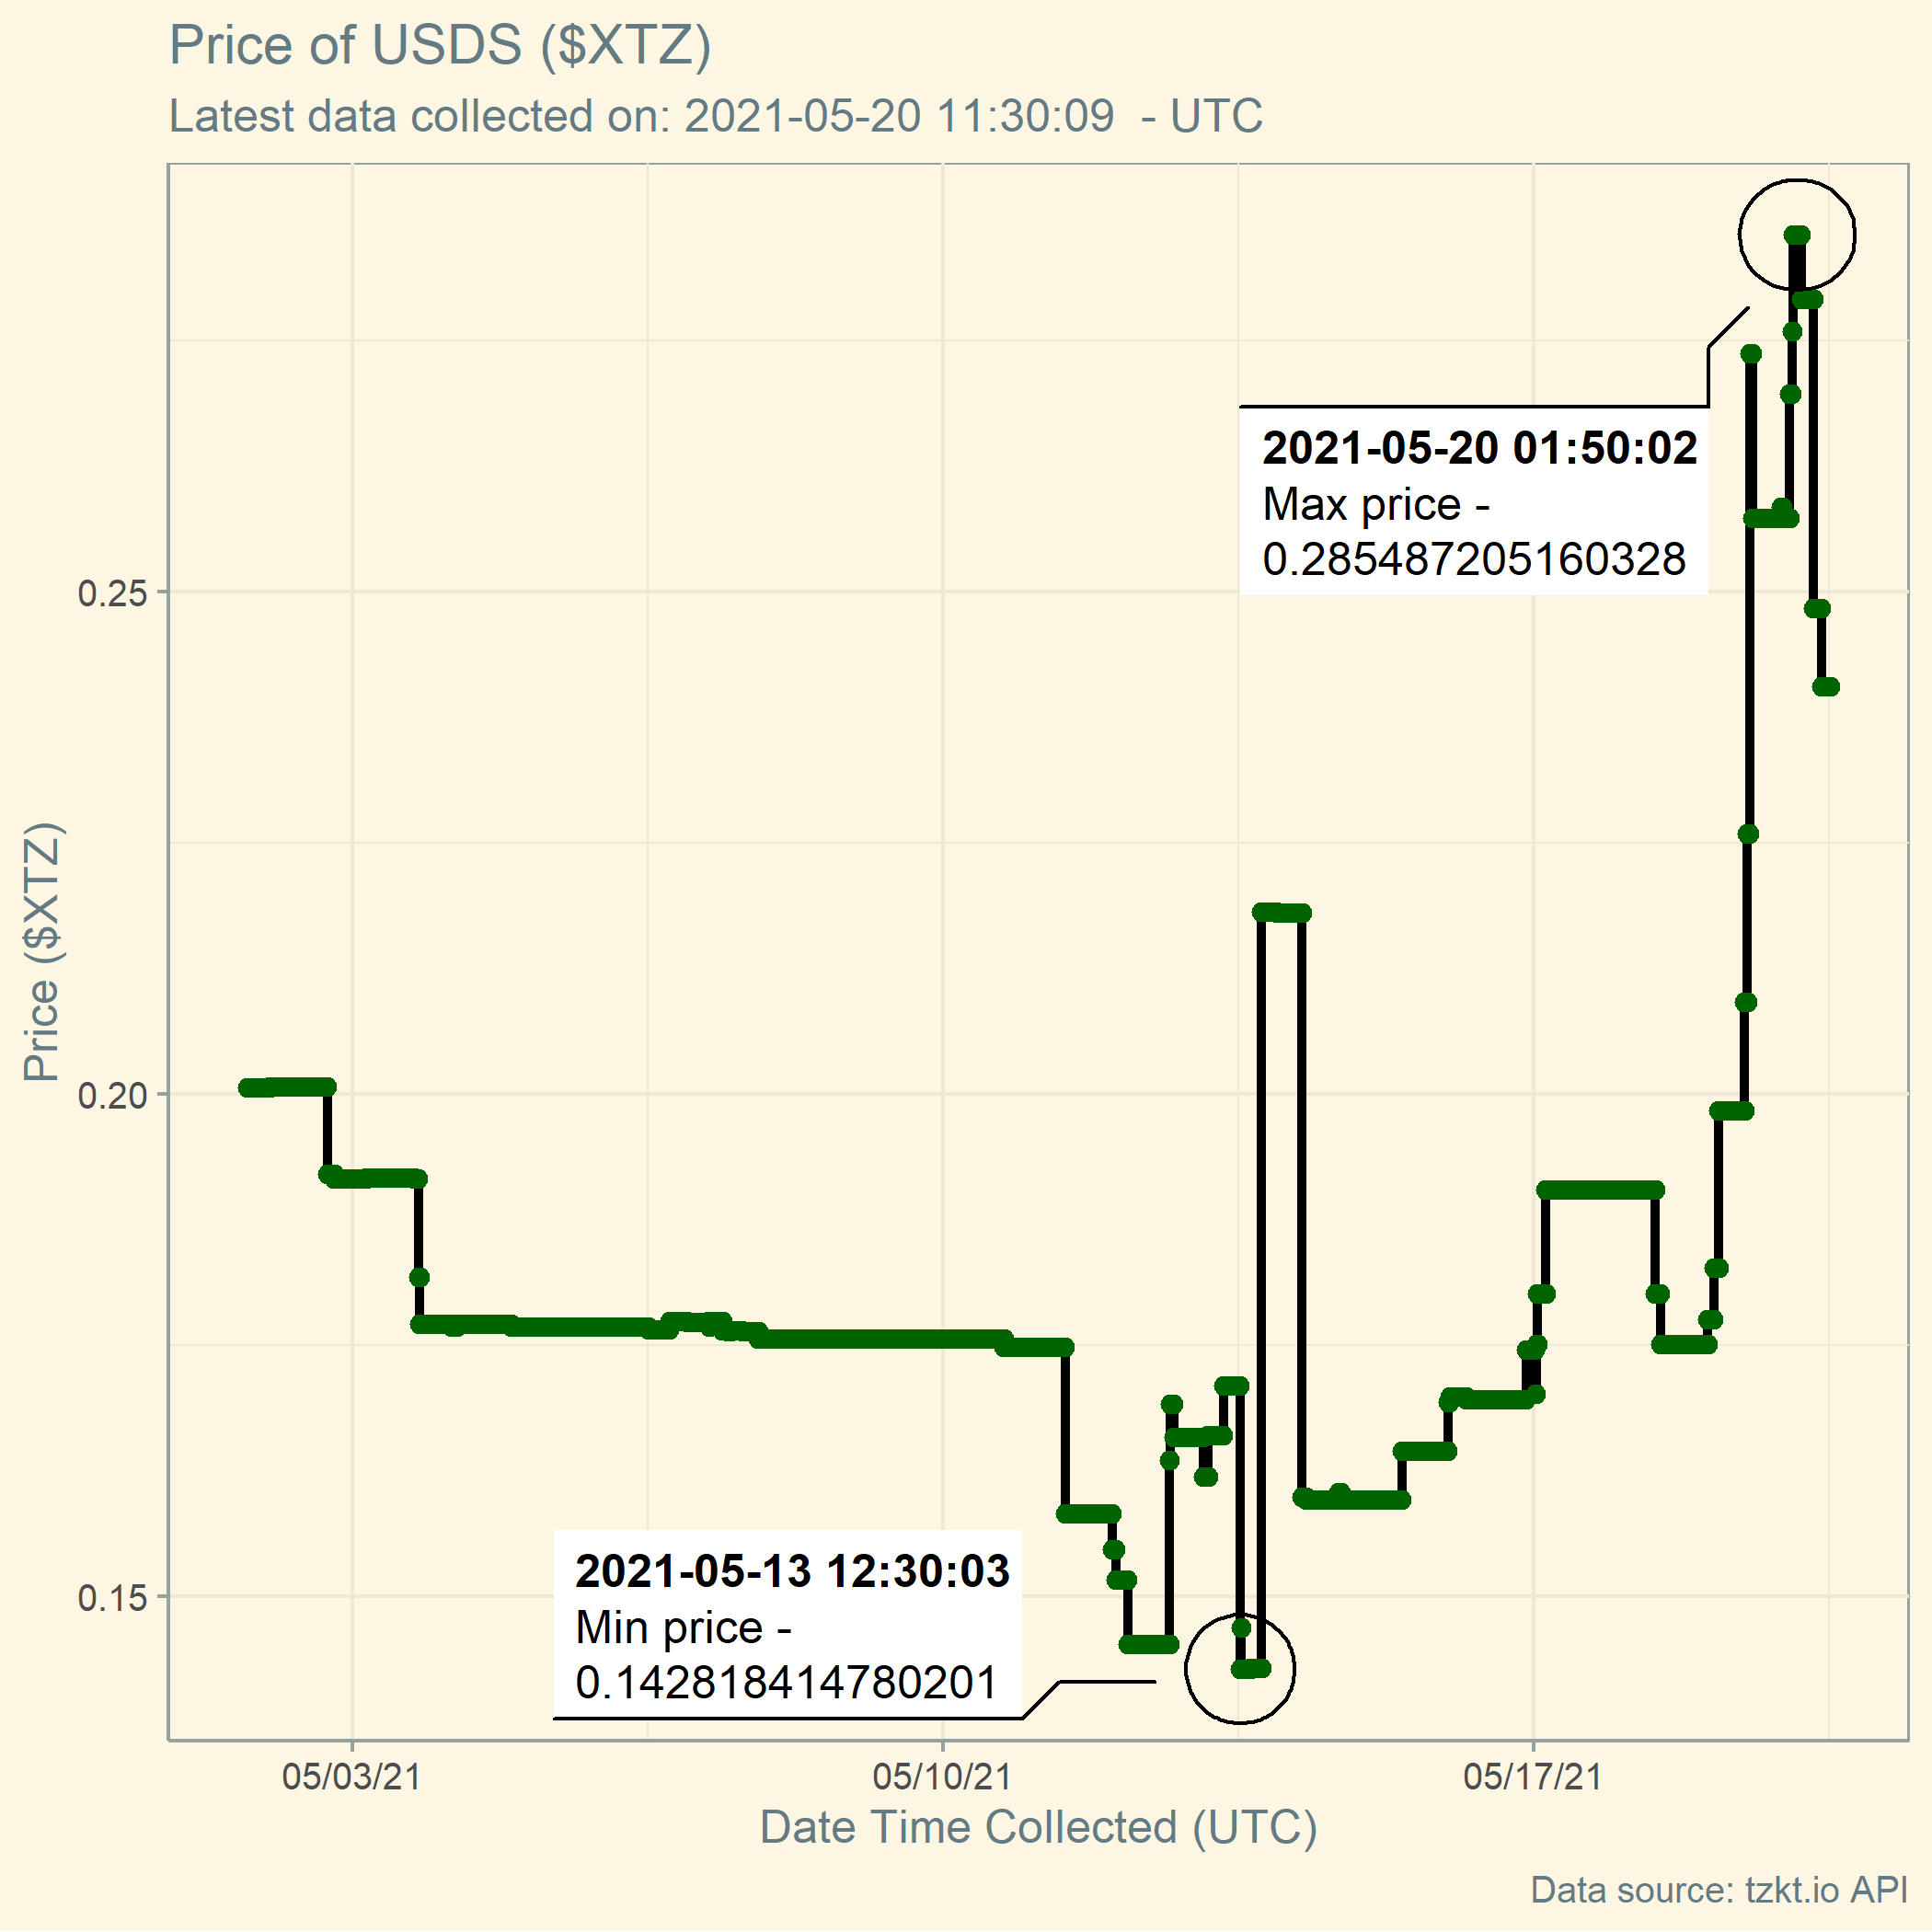 Price of USDS ($XTZ)
Latest data collected on: 2021-05-20 11:30:09  - UTC
2021-05-20 01:50:02
Max price -
0.285487205160328
0.25
Price ($XTZ)
0.20
2021-05-13 12:30:03
Min price -
0.142818414780201
0.15
05/03/21
05/10/21
05/17/21
Date Time Collected (UTC)
Data source: tzkt.io API